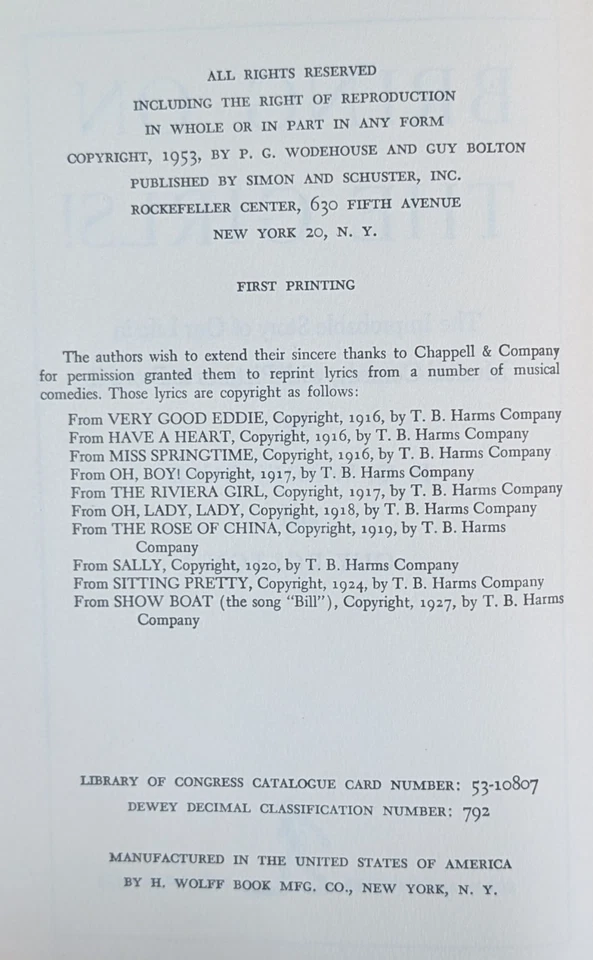 ALL RIGHTS RESERVED
INCLUDING THE RIGHT OF REPRODUCTION
IN WHOLE OR IN PART IN ANY FORM
COPYRIGHT, 1953, BY P. G. WODEHOUSE AND GUY BOLTON
PUBLISHED BY SIMON AND SCHUSTER, INC.
ROCKEFELLER CENTER, 630 FIFTH AVENUE
NEW YORK 20, N. Y.
FIRST PRINTING
The authors wish to extend their sincere thanks to Chappell & Company
for permission granted them to reprint lyrics from a number of musical
comedies. Those lyrics are copyright as follows:
From VERY GOOD EDDIE, Copyright, 1916, by T. B. Harms Company
From HAVE A HEART, Copyright, 1916, by T. B. Harms Company
From MISS SPRINGTIME, Copyright, 1916, by T. B. Harms Company
From OH, BOY! Copyright, 1917, by T. B. Harms Company
From THE RIVIERA GIRL, Copyright, 1917, by T. B. Harms Company
From OH, LADY, LADY, Copyright, 1918, by T. B. Harms Company
From THE ROSE OF CHINA, Copyright, 1919, by T. B. Harms
Company
From SALLY, Copyright, 1920, by T. B. Harms Company
From SITTING PRETTY, Copyright, 1924, by T. B. Harms Company
From SHOW BOAT (the song "Bill"), Copyright, 1927, by T. B. Harms
Company
LIBRARY OF CONGRESS CATALOGUE CARD NUMBER: 53-10807
DEWEY DECIMAL CLASSIFICATION NUMBER: 792
MANUFACTURED IN THE UNITED STATES OF AMERICA
BY H. WOLFF BOOK MFG. CO., NEW YORK, N. Y.